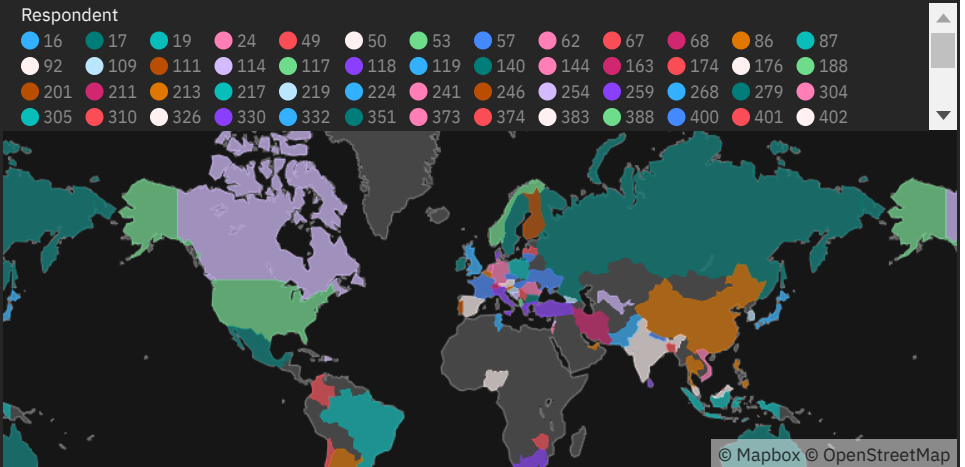 Respondent
16 17 19 24 49 50 53 57 62 67 68 86 87
92 109 111 114 117 118 119 140 144 163 174 176 188
201 211 213 217 219 224 241 246 254 259 268 279 304
305 310 326 330 332 351 373 374 383 388 400 401 402
© Mapbox © OpenStreetMap